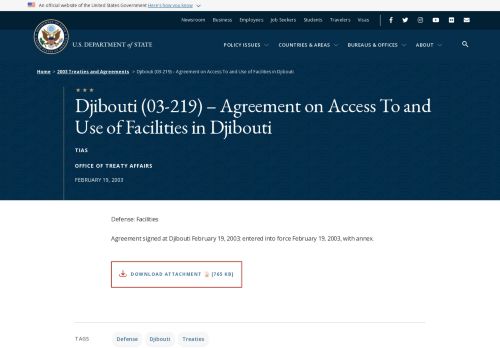 An official website of the United States Government Here's how you know
Newsroom Business Employees Job Seekers Students Travelers Visas
U.S. DEPARTMENT of STATE
POLICY ISSUES COUNTRIES & AREAS BUREAUS & OFFICES ABOUT
Home > 2003 Treaties and Agreements > Djibouti (03-219) – Agreement on Access To and Use of Facilities in Djibouti
Djibouti (03-219) – Agreement on Access To and
Use of Facilities in Djibouti
TIAS
OFFICE OF TREATY AFFAIRS
FEBRUARY 19, 2003
Defense: Facilities
Agreement signed at Djibouti February 19, 2003; entered into force February 19, 2003, with annex.
DOWNLOAD ATTACHMENT [765 KB]
TAGS Defense Djibouti Treaties